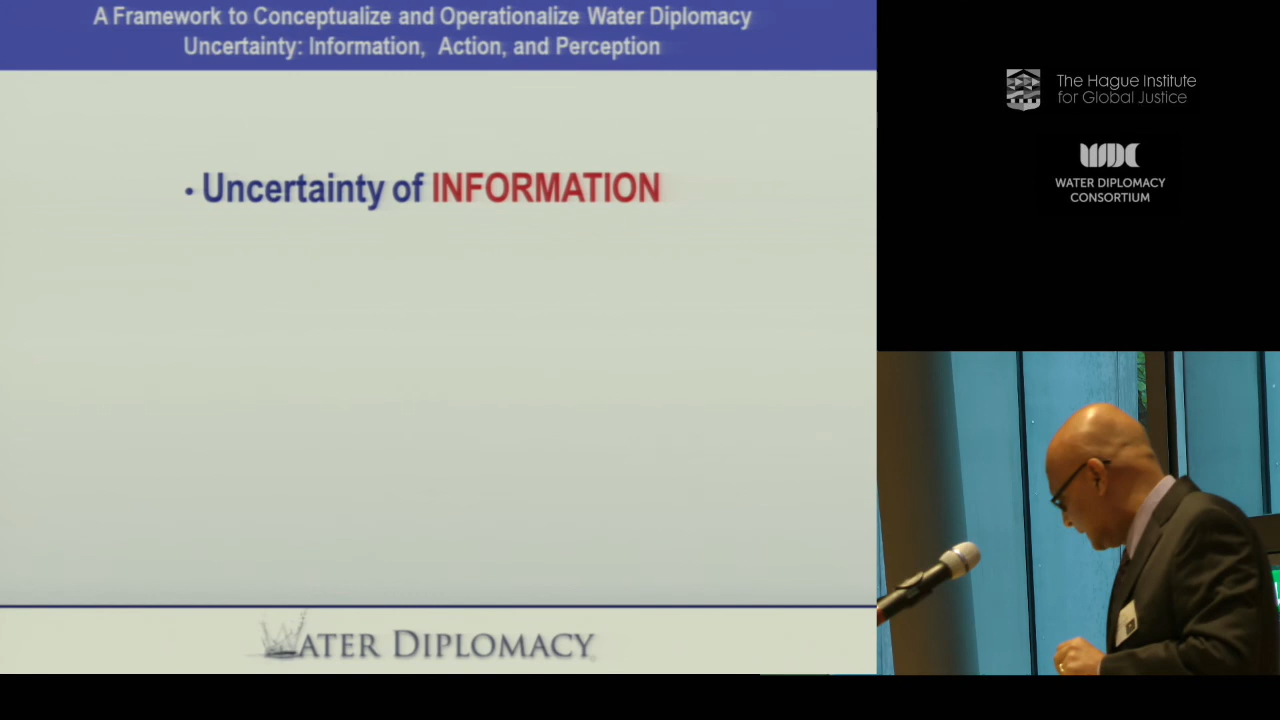 A Framework to Conceptualize and Operationalize Water Diplomacy
Uncertainty: Information, Action, and Perception
• Uncertainty of INFORMATION
WATER DIPLOMACY
The Hague Institute
for Global Justice
WDC
WATER DIPLOMACY
CONSORTIUM